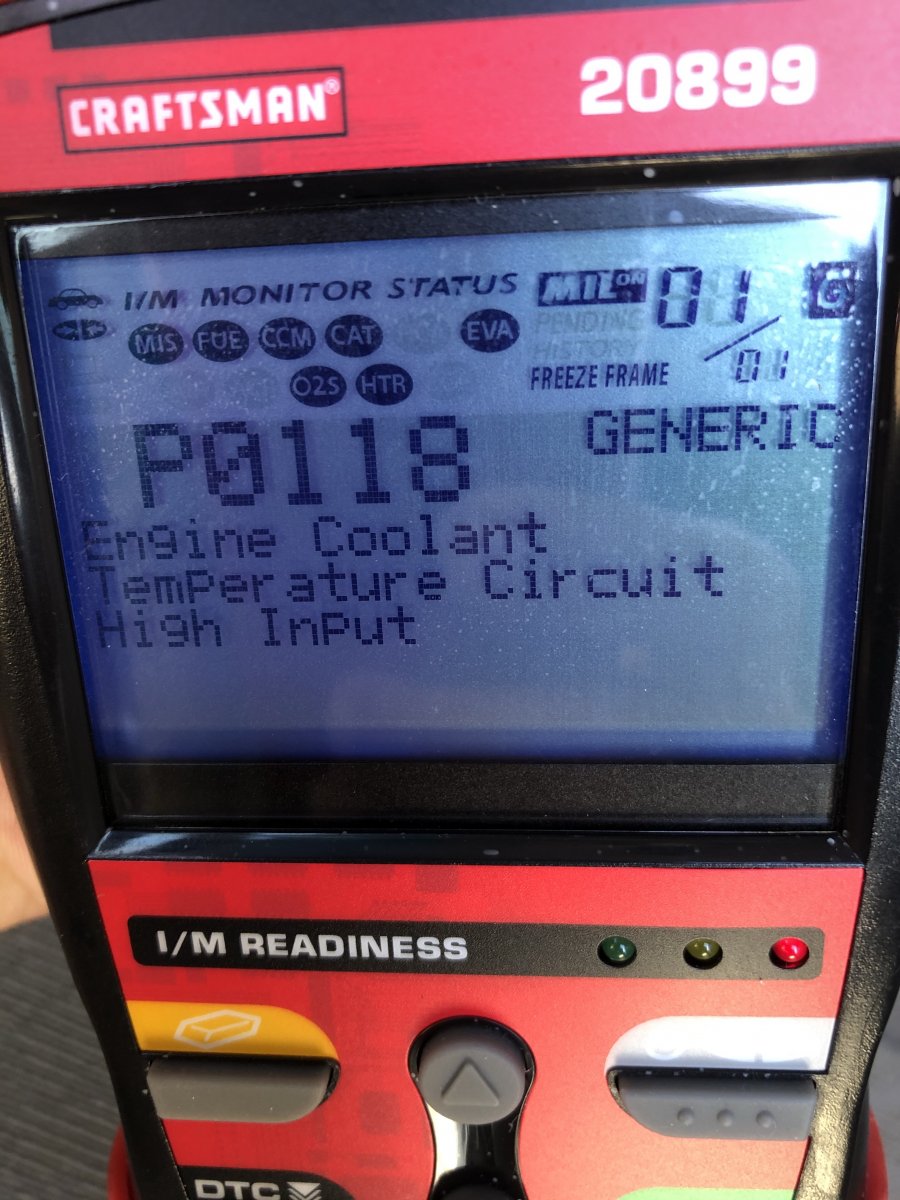 CRAFTSMAN®
20899
I/M MONITOR STATUS
MIL ON
01
G
MIS FUE CCM CAT EVA
PENDING
HISTORY
01
O2S HTR
FREEZE FRAME
P0118
GENERIC
Engine Coolant
Temperature Circuit
High Input
I/M READINESS
DTC